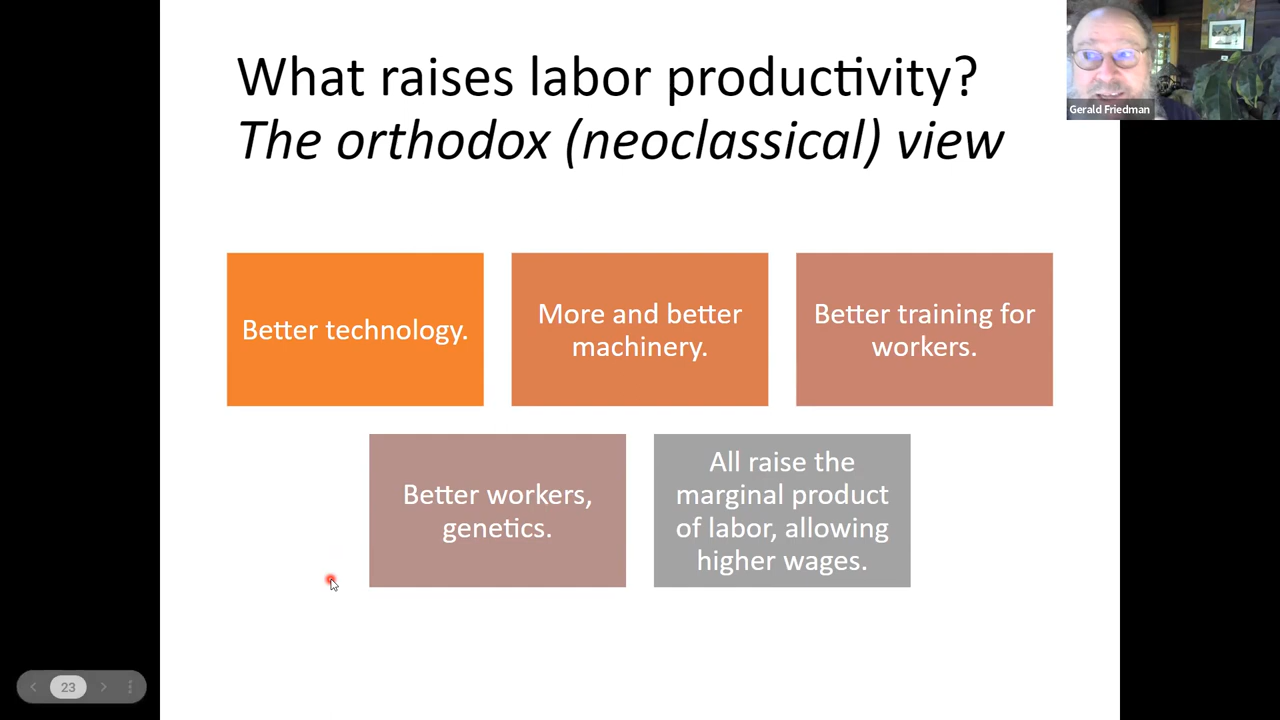 What raises labor productivity?
The orthodox (neoclassical) view
Gerald Friedman
Better technology.
More and better
machinery.
Better training for
workers.
Better workers,
genetics.
All raise the
marginal product
of labor, allowing
higher wages.
23